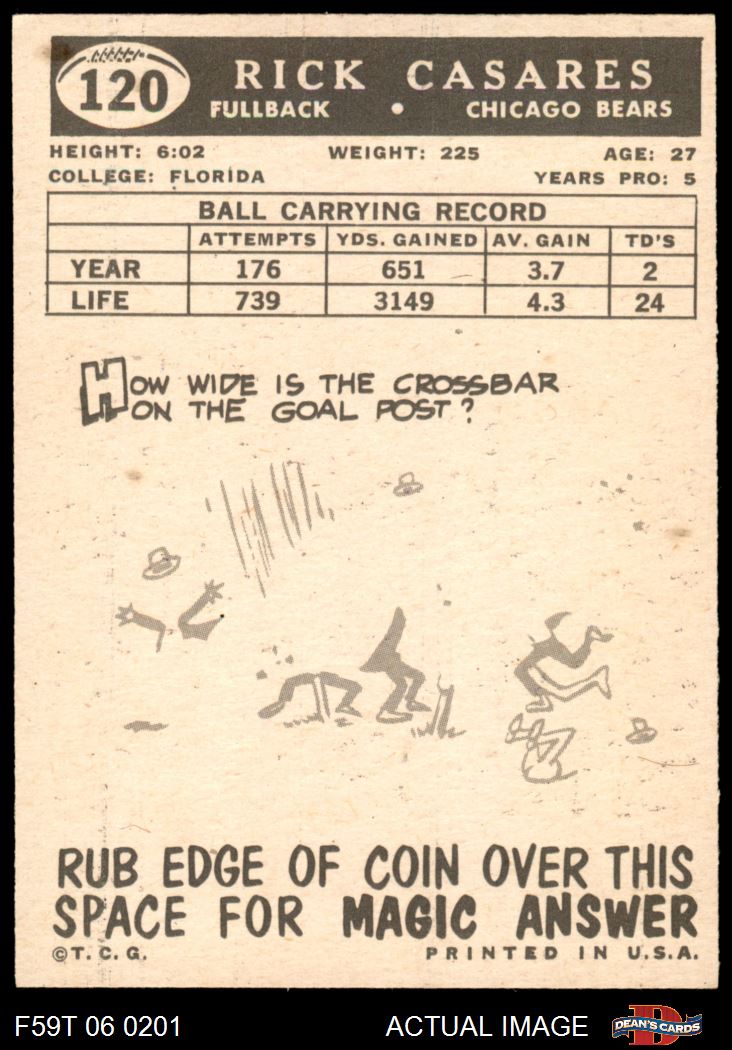 120
RICK CASARES
FULLBACK • CHICAGO BEARS
HEIGHT: 6:02 WEIGHT: 225 AGE: 27
COLLEGE: FLORIDA YEARS PRO: 5
BALL CARRYING RECORD
ATTEMPTS YDS. GAINED AV. GAIN TD'S
YEAR 176 651 3.7 2
LIFE 739 3149 4.3 24
HOW WIDE IS THE CROSSBAR
ON THE GOAL POST?
RUB EDGE OF COIN OVER THIS
SPACE FOR MAGIC ANSWER
©T.C.G. PRINTED IN U.S.A.
F59T 06 0201 ACTUAL IMAGE D DEAN'S CARDS